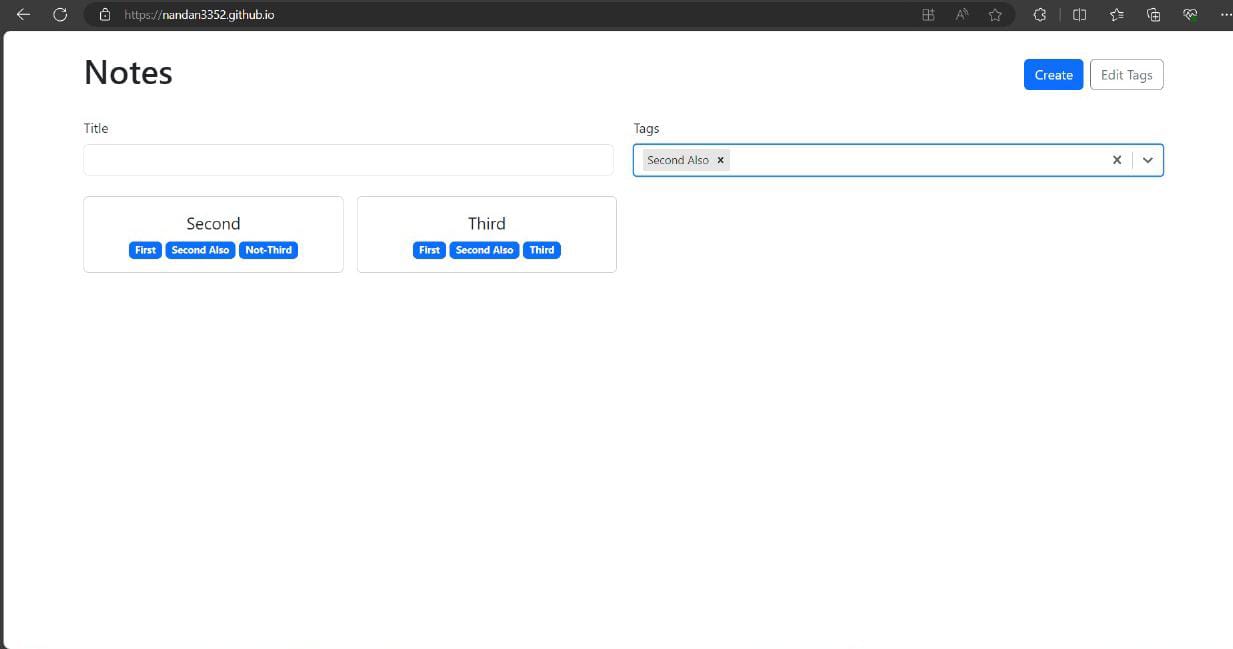 https://nandan3352.github.io
Notes
Create Edit Tags
Title
Tags
Second Also
Second
First Second Also Not-Third
Third
First Second Also Third